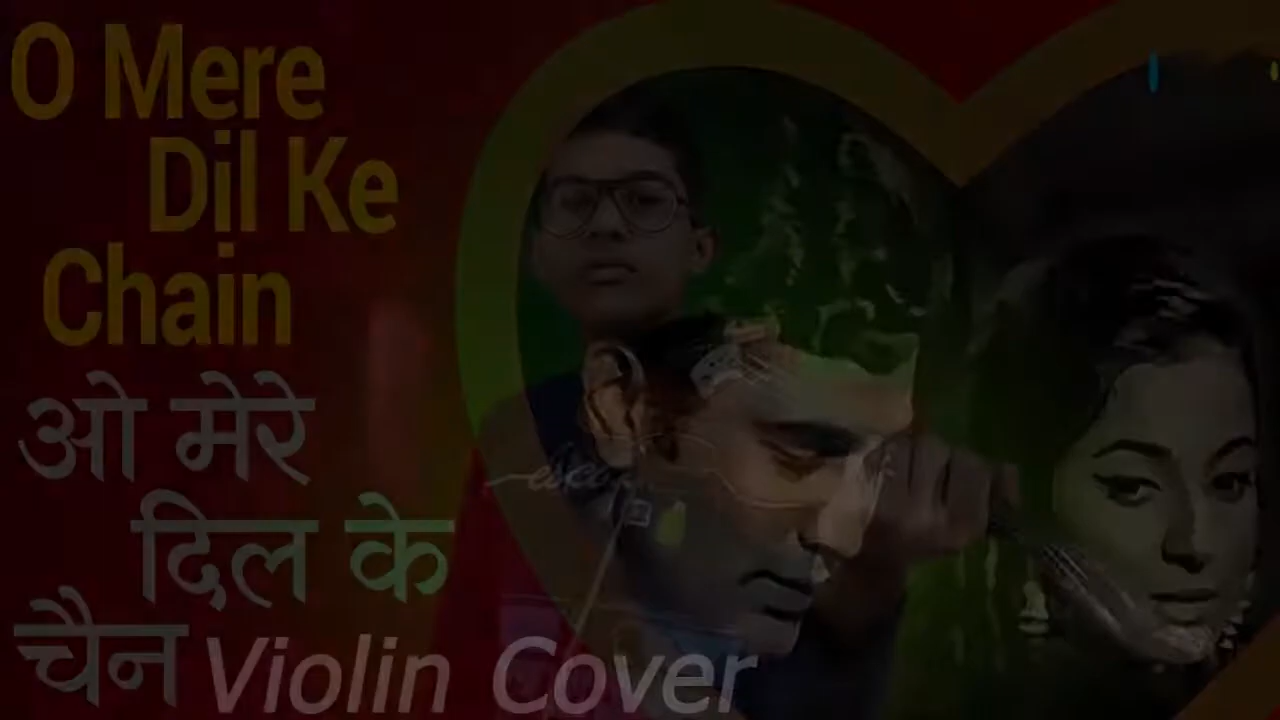 O Mere
Dil Ke
Chain
ओ मेरे
दिल के
चैन Violin Cover